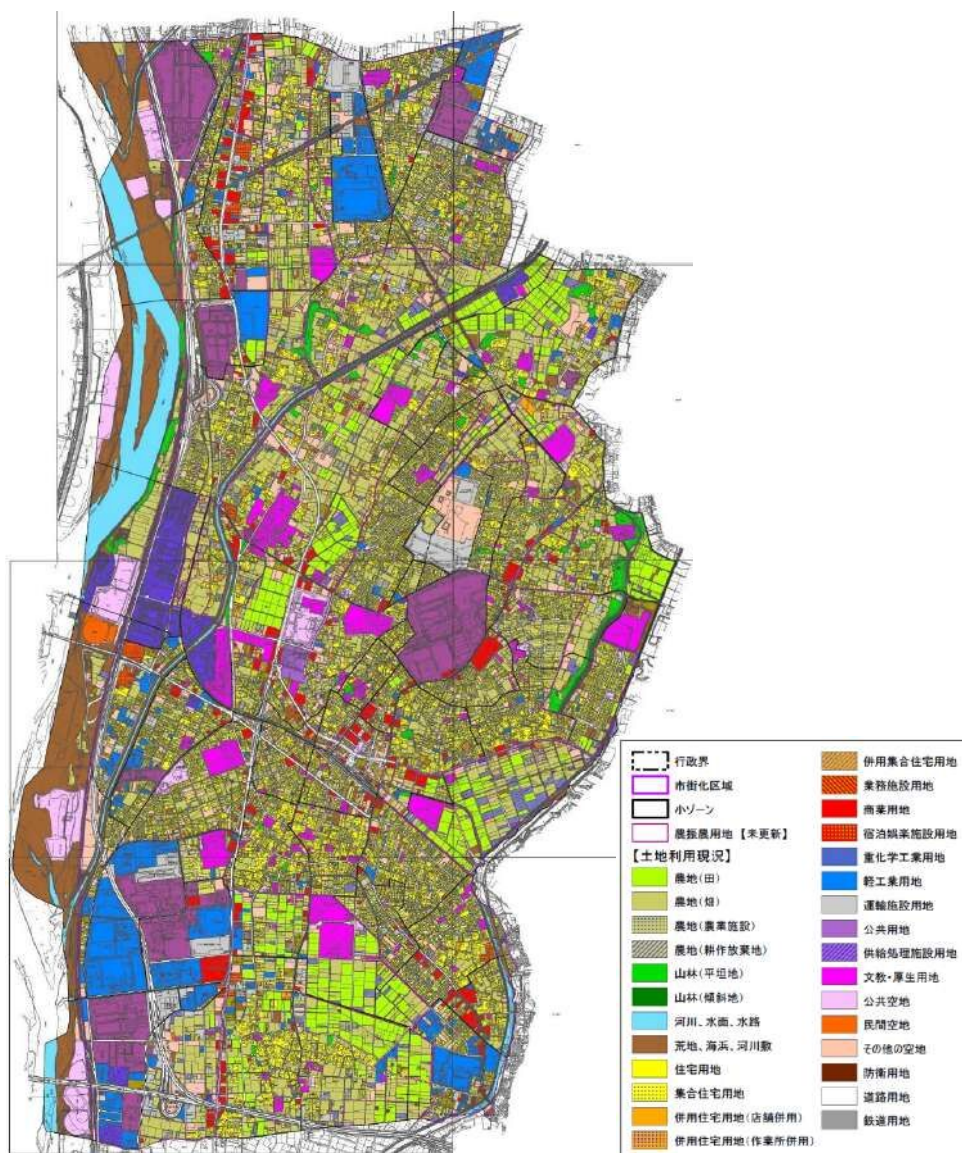 行政界
市街化区域
小ゾーン
農振農用地【未更新】
【土地利用現況】
農地(田)
農地(畑)
農地(農業施設)
農地(耕作放棄地)
山林(平坦地)
山林(傾斜地)
河川、水面、水路
荒地、海浜、河川敷
住宅用地
集合住宅用地
併用住宅用地(店舗併用)
併用住宅用地(作業所併用)
併用集合住宅用地
業務施設用地
商業用地
宿泊娯楽施設用地
重化学工業用地
軽工業用地
運輸施設用地
公共用地
供給処理施設用地
文教・厚生用地
公共空地
民間空地
その他の空地
防衛用地
道路用地
鉄道用地